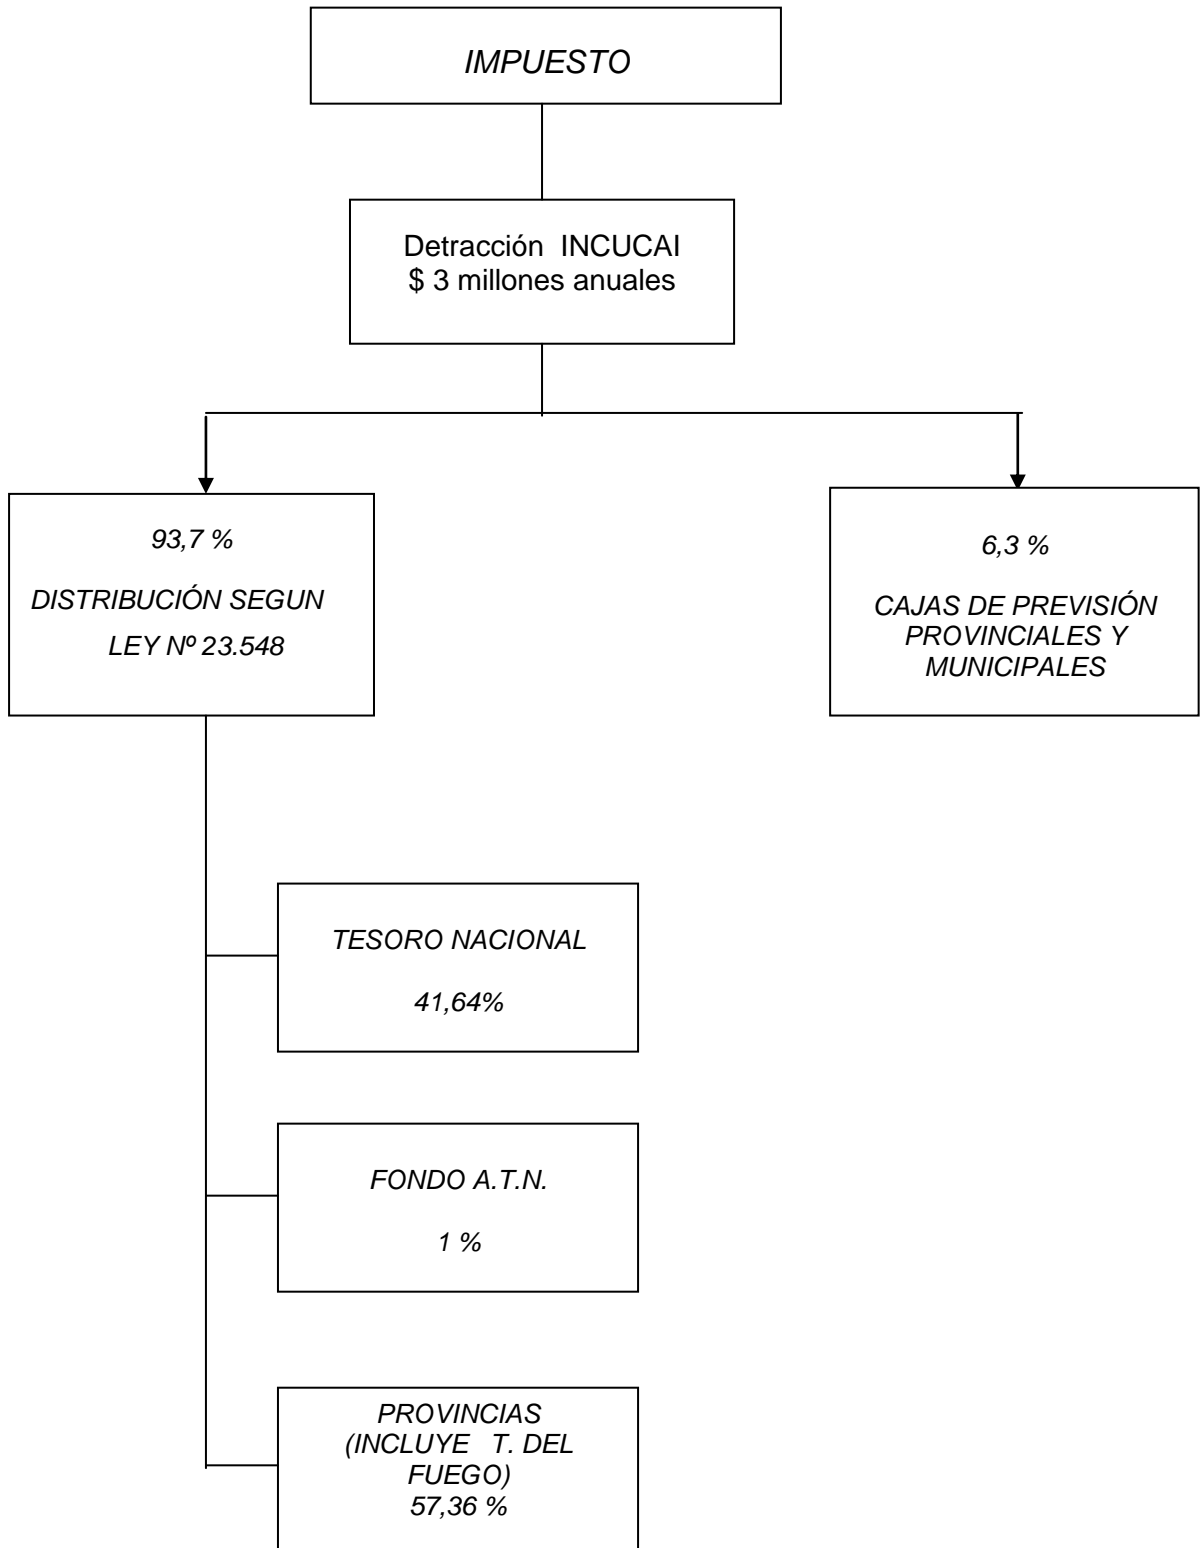 IMPUESTO
Detracción INCUCAI
$ 3 millones anuales
93,7 %
DISTRIBUCIÓN SEGUN
LEY Nº 23.548
6,3 %
CAJAS DE PREVISIÓN
PROVINCIALES Y
MUNICIPALES
TESORO NACIONAL
41,64%
FONDO A.T.N.
1 %
PROVINCIAS
(INCLUYE T. DEL
FUEGO)
57,36 %